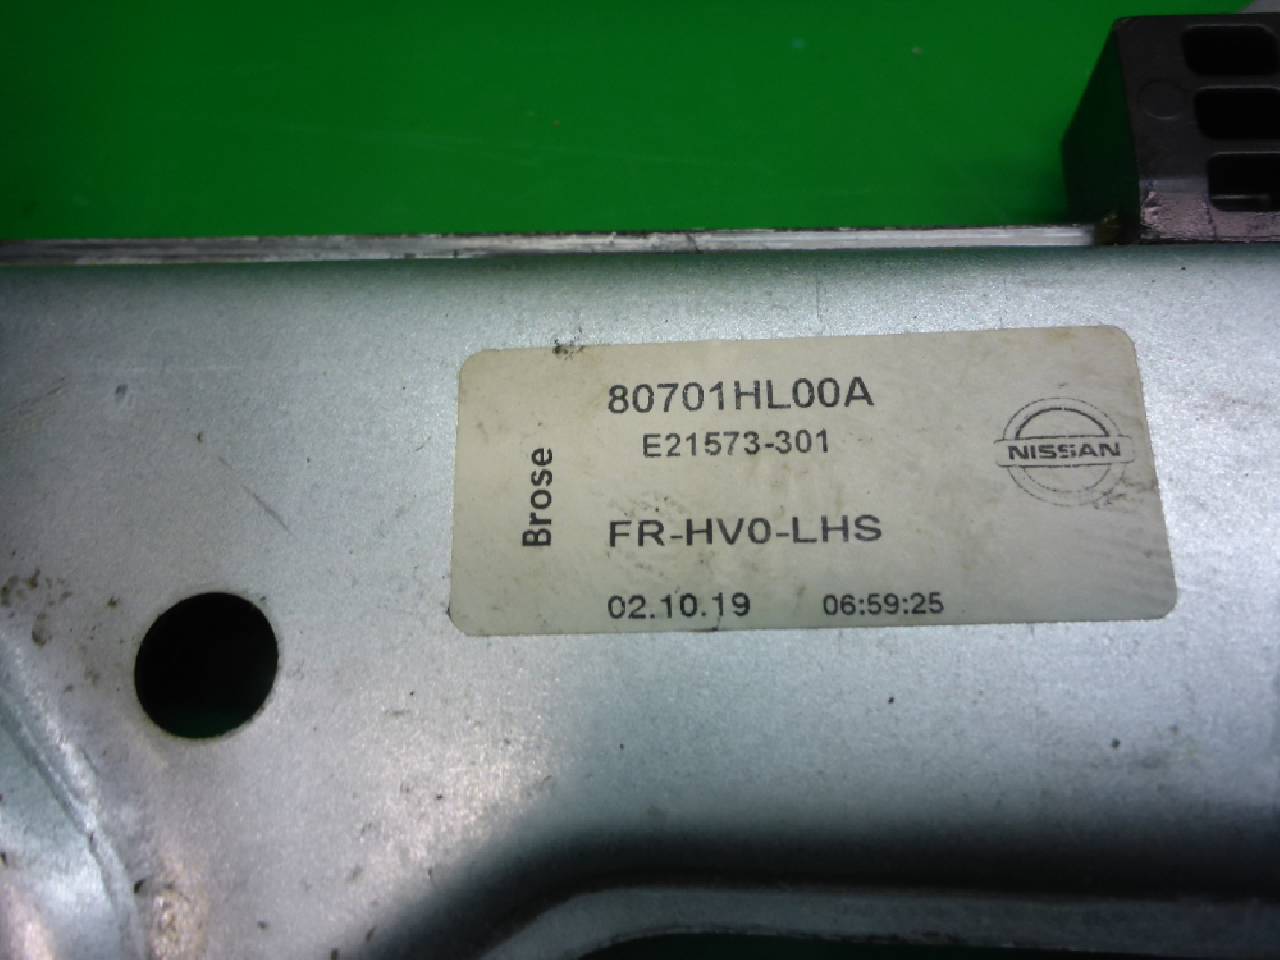 80701HL00A
E21573-301
Brose
NISSAN
FR-HV0-LHS
02.10.19 06:59:25